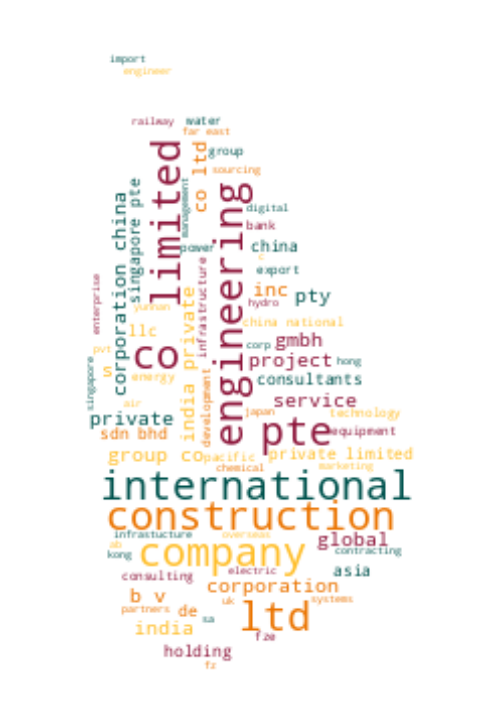 import
engineer
railway
water
far east
limited
co ltd
group
sourcing
management
singapore pte
corporation china
engineering
digital
bank
power
china
c
export
infrastructure
enterprise
inc
pty
hydro
yunnan
india private
china national
llc
corp
gmbh
co
pvt
project
hong
singapore
s
energy
consultants
development
service
air
japan
technology
private
pte
equipment
sdn bhd
group co
pacific
private limited
chemical
marketing
international
construction
infrastucture
overseas
global
ab
kong
company
contracting
consulting
electric
asia
corporation
b v
uk
systems
partners
de
sa
ltd
india
fze
holding
fz